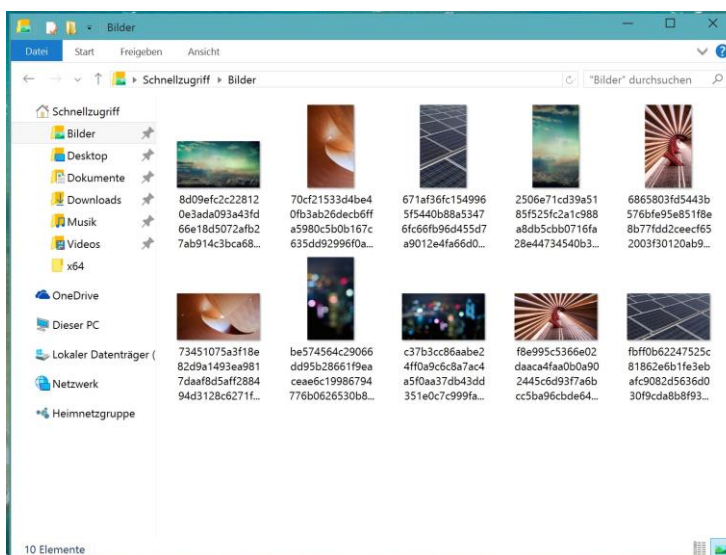 Bilder
Datei Start Freigeben Ansicht
Schnellzugriff Bilder "Bilder" durchsuchen
Schnellzugriff
Bilder
Desktop
Dokumente
Downloads
Musik
Videos
x64
OneDrive
Dieser PC
Lokaler Datenträger (
Netzwerk
Heimnetzgruppe
8d09efc2c22812
0e3ada093a43fd
66e18d5072afb2
7ab914c3bca68...
70cf21533d4be4
0fb3ab26decb6ff
a5980c5b0b167c
635dd92996f0a...
671af36fc154996
5f5440b88a5347
6fc66fb96d455d7
a9012e4fa66d0...
2506e71cd39a51
85f525fc2a1c988
a8db5cbb0716fa
28e44734540b3...
6865803fd5443b
576bfe95e851f8e
8b77fdd2ceecf65
2003f30120ab9...
73451075a3f18e
82d9a1493ea981
7daaf8d5aff2884
94d3128c6271f...
be574564c29066
dd95b28661f9ea
ceae6c19986794
776b0626530b8...
c37b3cc86aabe2
4ff0a9c6c8a7ac4
a5f0aa37db43dd
351e0c7c999fa...
f8e995c5366e02
daaca4faa0b0a90
2445c6d93f7a6b
cc5ba96cbde64...
fbff0b62247525c
81862e6b1fe3eb
afc9082d5636d0
30f9cda8b8f93...
10 Elemente